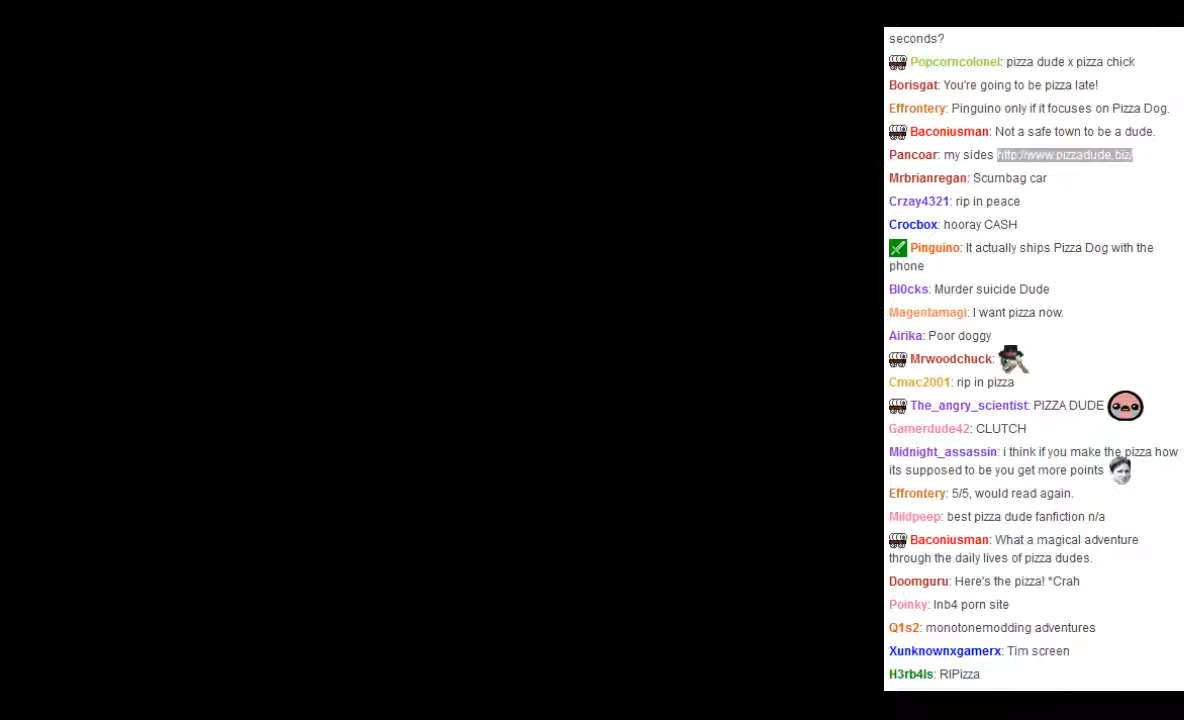 seconds?
Popcorncolonel: pizza dude x pizza chick
Borisgat: You're going to be pizza late!
Effrontery: Pinguino only if it focuses on Pizza Dog.
Baconiusman: Not a safe town to be a dude.
Pancoar: my sides http://www.pizzadude.biz/
Mrbrianregan: Scumbag car
Crzay4321: rip in peace
Crocbox: hooray CASH
Pinguino: It actually ships Pizza Dog with the
phone
Bl0cks: Murder suicide Dude
Magentamagi: I want pizza now.
Airika: Poor doggy
Mrwoodchuck:
Cmac2001: rip in pizza
The_angry_scientist: PIZZA DUDE
Gamerdude42: CLUTCH
Midnight_assassin: i think if you make the pizza how
its supposed to be you get more points
Effrontery: 5/5, would read again.
Mildpeep: best pizza dude fanfiction n/a
Baconiusman: What a magical adventure
through the daily lives of pizza dudes.
Doomguru: Here's the pizza! *Crah
Poinky: Inb4 porn site
Q1s2: monotonemodding adventures
Xunknownxgamerx: Tim screen
H3rb4ls: RIPizza